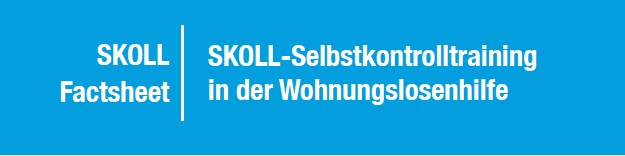 SKOLL
Factsheet
SKOLL-Selbstkontrolltraining
in der Wohnungslosenhilfe